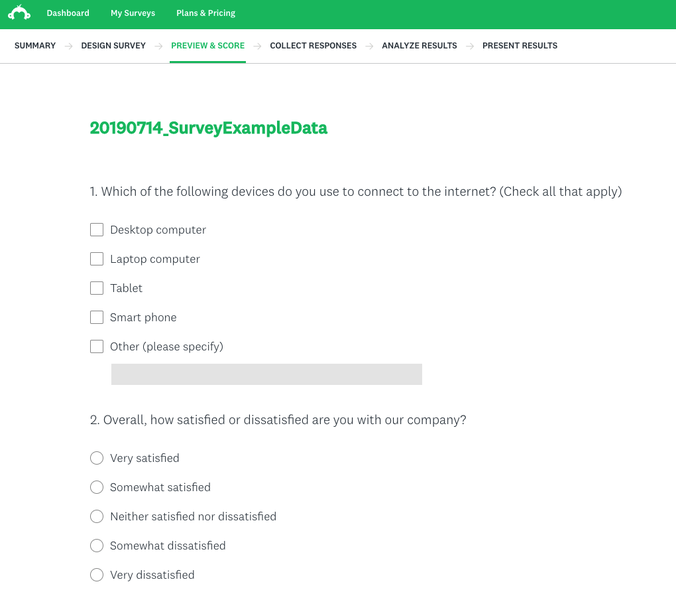 Dashboard My Surveys Plans & Pricing
SUMMARY DESIGN SURVEY PREVIEW & SCORE COLLECT RESPONSES ANALYZE RESULTS PRESENT RESULTS
20190714_SurveyExampleData
1. Which of the following devices do you use to connect to the internet? (Check all that apply)
Desktop computer
Laptop computer
Tablet
Smart phone
Other (please specify)
2. Overall, how satisfied or dissatisfied are you with our company?
Very satisfied
Somewhat satisfied
Neither satisfied nor dissatisfied
Somewhat dissatisfied
Very dissatisfied